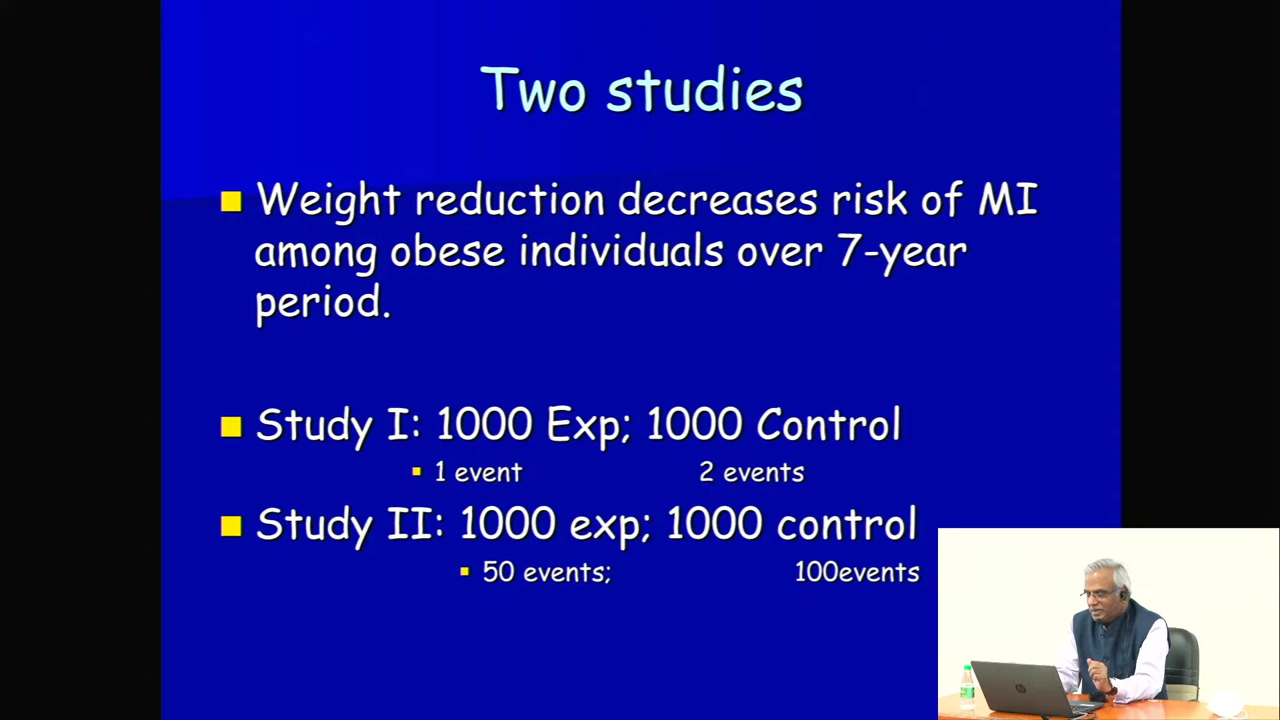 Two studies
Weight reduction decreases risk of MI
among obese individuals over 7-year
period.
Study I: 1000 Exp; 1000 Control
1 event 2 events
Study II: 1000 exp; 1000 control
50 events; 100events